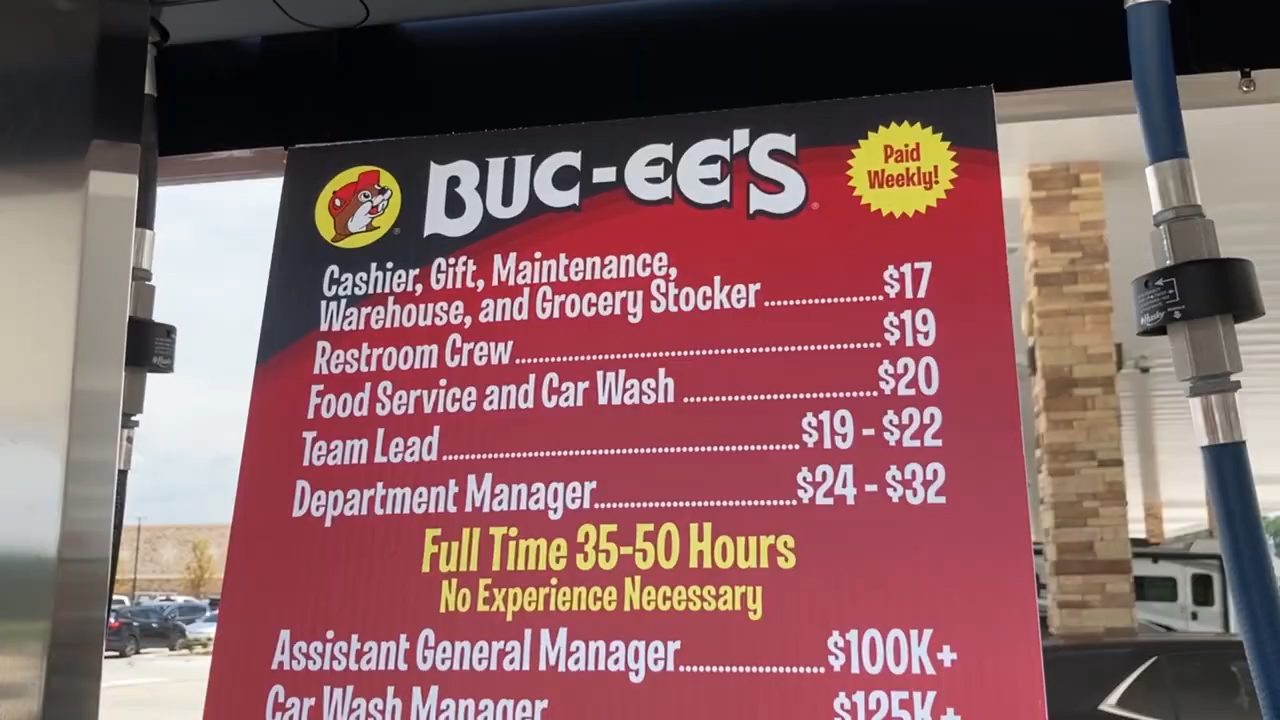 BUC-EE'S
Paid
Weekly!
Cashier, Gift, Maintenance,
Warehouse, and Grocery Stocker..............$17
Restroom Crew..............$19
Food Service and Car Wash..............$20
Team Lead..............$19 - $22
Department Manager..............$24 - $32
Full Time 35-50 Hours
No Experience Necessary
Assistant General Manager..............$100K+
Car Wash Manager $125K+
Husky